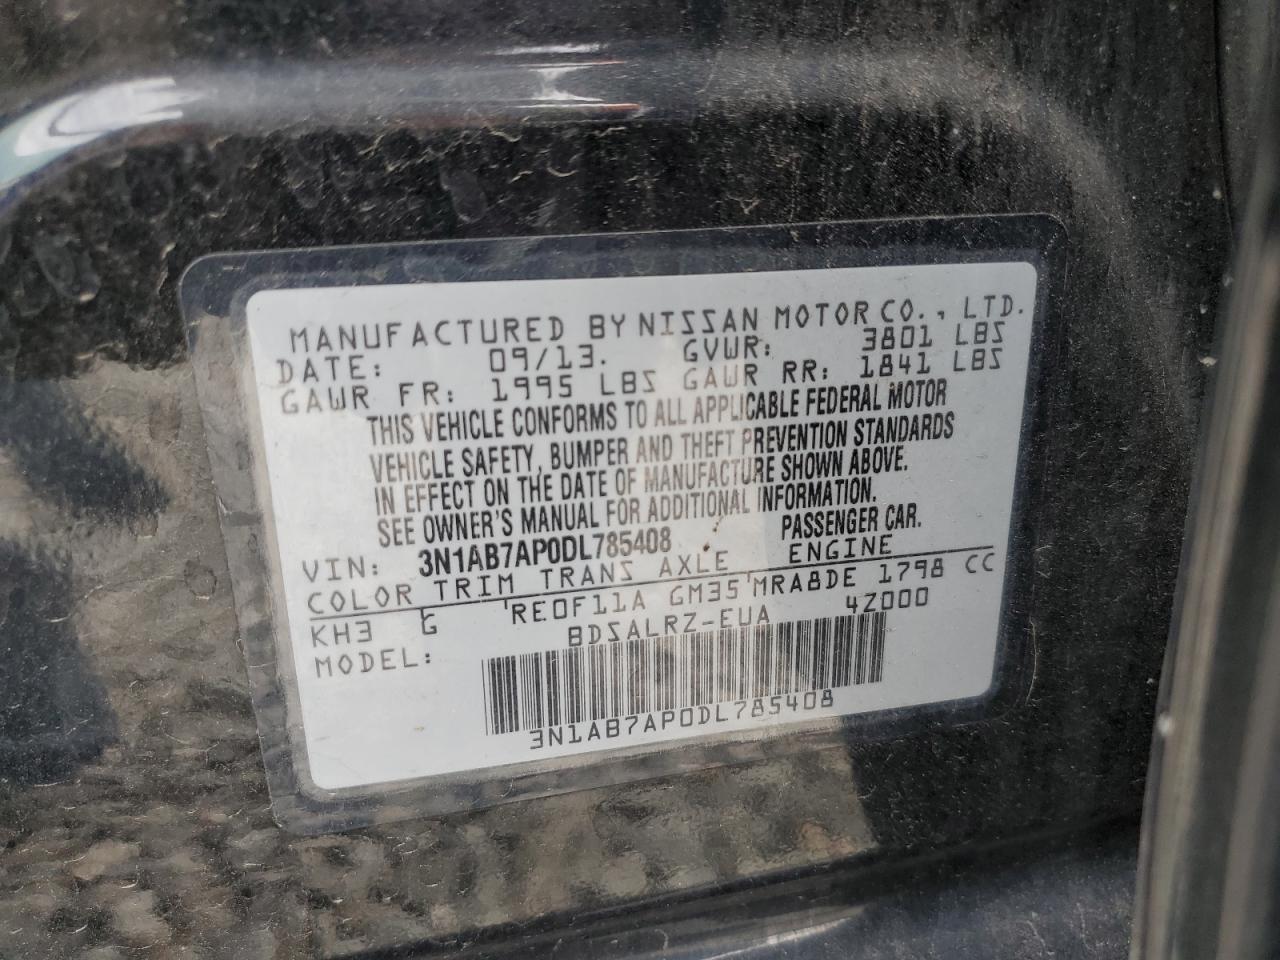 MANUFACTURED BY NISSAN MOTOR CO., LTD.
DATE: 09/13. GVWR: 3801 LBS
GAWR FR: 1995 LBS GAWR RR: 1841 LBS
THIS VEHICLE CONFORMS TO ALL APPLICABLE FEDERAL MOTOR
VEHICLE SAFETY, BUMPER AND THEFT PREVENTION STANDARDS
IN EFFECT ON THE DATE OF MANUFACTURE SHOWN ABOVE.
SEE OWNER'S MANUAL FOR ADDITIONAL INFORMATION.
VIN: 3N1AB7AP0DL785408 PASSENGER CAR.
COLOR TRIM TRANS AXLE ENGINE
KH3 G RE0F11A GM35 MRA8DE 1798 CC
MODEL: BDSALRZ-EUA 4Z000
3N1AB7AP0DL785408